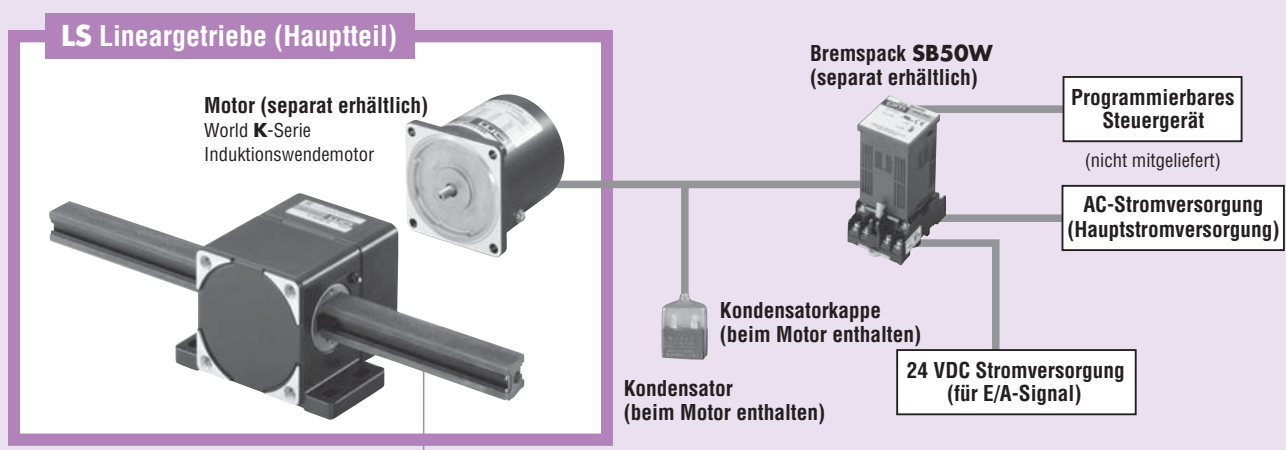 LS Lineargetriebe (Hauptteil)
Motor (separat erhältlich)
World K-Serie
Induktionswendemotor
Bremspack SB50W
(separat erhältlich)
Programmierbares
Steuergerät
(nicht mitgeliefert)
AC-Stromversorgung
(Hauptstromversorgung)
Kondensatorkappe
(beim Motor enthalten)
Kondensator
(beim Motor enthalten)
24 VDC Stromversorgung
(für E/A-Signal)